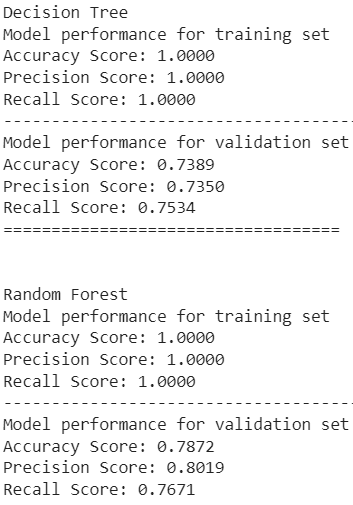 Decision Tree
Model performance for training set
Accuracy Score: 1.0000
Precision Score: 1.0000
Recall Score: 1.0000
-------------------------------------
Model performance for validation set
Accuracy Score: 0.7389
Precision Score: 0.7350
Recall Score: 0.7534
===================================
Random Forest
Model performance for training set
Accuracy Score: 1.0000
Precision Score: 1.0000
Recall Score: 1.0000
-------------------------------------
Model performance for validation set
Accuracy Score: 0.7872
Precision Score: 0.8019
Recall Score: 0.7671